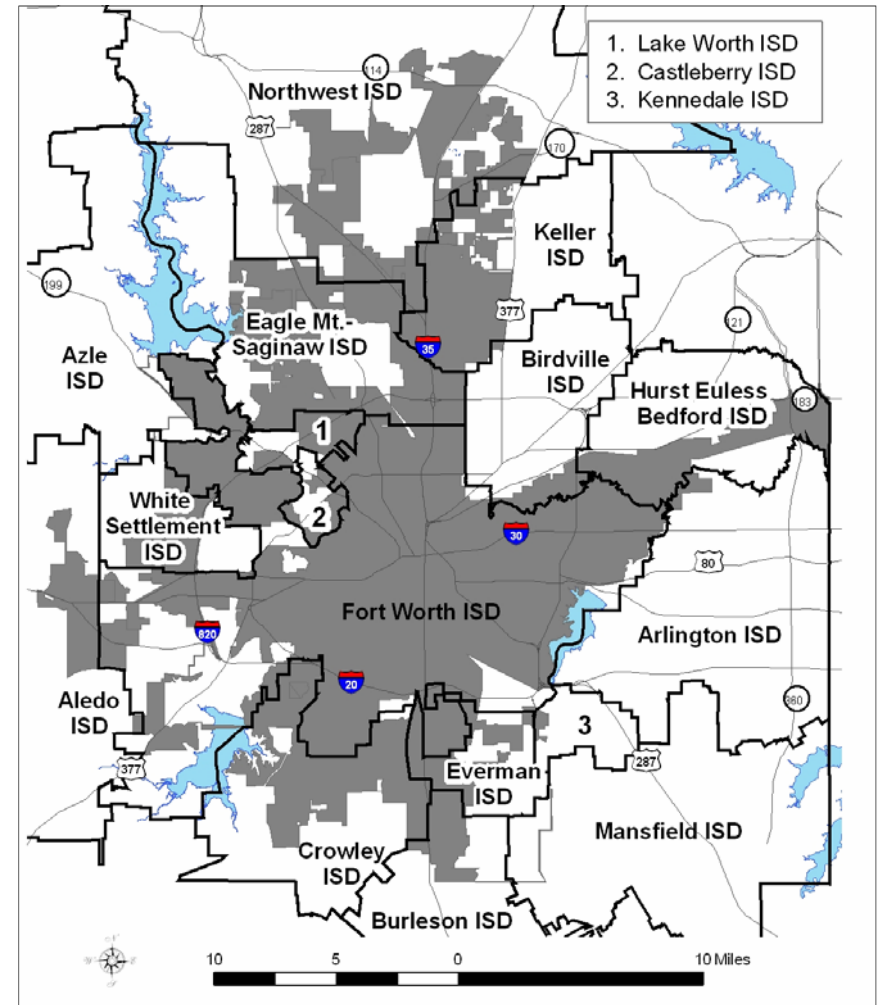 1. Lake Worth ISD
2. Castleberry ISD
3. Kennedale ISD
114
Northwest ISD
287
170
Keller
ISD
199
377
121
Eagle Mt.-
Saginaw ISD
35
Azle
ISD
Birdville
ISD
Hurst Euless
Bedford ISD
183
1
White
Settlement
ISD
2
30
80
Fort Worth ISD
820
Arlington ISD
20
Aledo
ISD
360
3
377
Everman
ISD
287
Mansfield ISD
Crowley
ISD
Burleson ISD
N
W
E
S
10 5 0 10 Miles